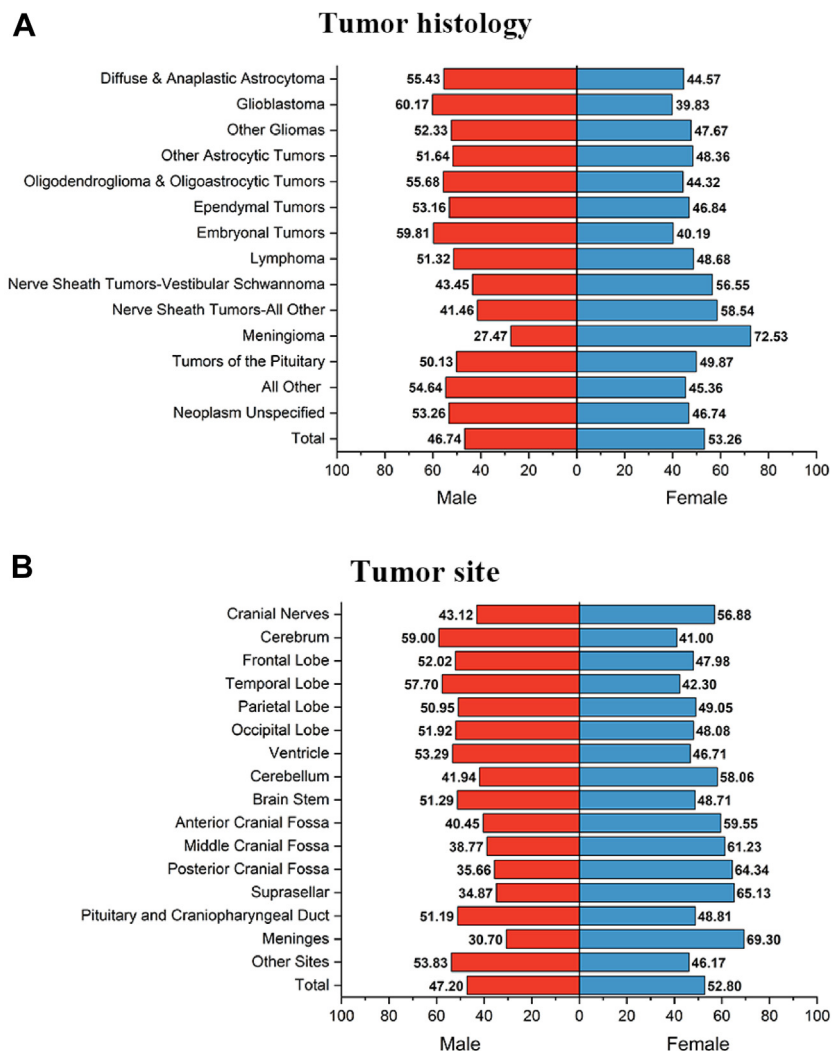 A
Tumor histology
Diffuse & Anaplastic Astrocytoma 55.43 44.57
Glioblastoma 60.17 39.83
Other Gliomas 52.33 47.67
Other Astrocytic Tumors 51.64 48.36
Oligodendroglioma & Oligoastrocytic Tumors 55.68 44.32
Ependymal Tumors 53.16 46.84
Embryonal Tumors 59.81 40.19
Lymphoma 51.32 48.68
Nerve Sheath Tumors-Vestibular Schwannoma 43.45 56.55
Nerve Sheath Tumors-All Other 41.46 58.54
Meningioma 27.47 72.53
Tumors of the Pituitary 50.13 49.87
All Other 54.64 45.36
Neoplasm Unspecified 53.26 46.74
Total 46.74 53.26
100 80 60 40 20 0 20 40 60 80 100
Male Female
B
Tumor site
Cranial Nerves 43.12 56.88
Cerebrum 59.00 41.00
Frontal Lobe 52.02 47.98
Temporal Lobe 57.70 42.30
Parietal Lobe 50.95 49.05
Occipital Lobe 51.92 48.08
Ventricle 53.29 46.71
Cerebellum 41.94 58.06
Brain Stem 51.29 48.71
Anterior Cranial Fossa 40.45 59.55
Middle Cranial Fossa 38.77 61.23
Posterior Cranial Fossa 35.66 64.34
Suprasellar 34.87 65.13
Pituitary and Craniopharyngeal Duct 51.19 48.81
Meninges 30.70 69.30
Other Sites 53.83 46.17
Total 47.20 52.80
100 80 60 40 20 0 20 40 60 80 100
Male Female